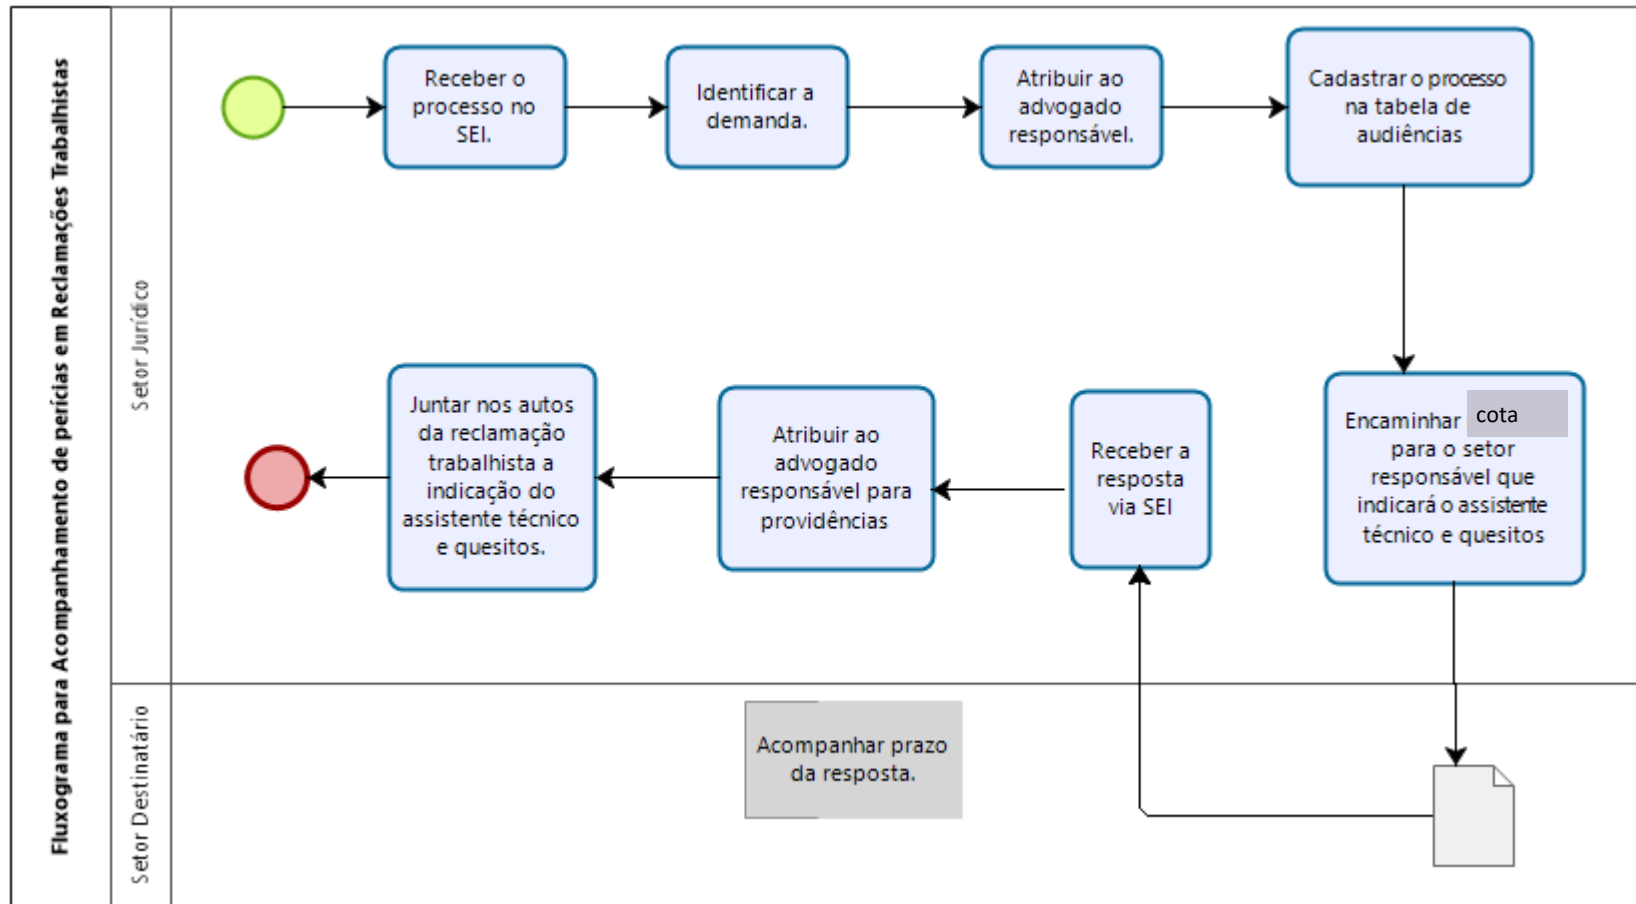 Fluxograma para Acompanhamento de perícias em Reclamações Trabalhistas
Setor Jurídico
Receber o
processo no
SEI.
Identificar a
demanda.
Atribuir ao
advogado
responsável.
Cadastrar o processo
na tabela de
audiências
Encaminhar cota
para o setor
responsável que
indicará o assistente
técnico e quesitos
Receber a
resposta
via SEI
Atribuir ao
advogado
responsável para
providências
Juntar nos autos
da reclamação
trabalhista a
indicação do
assistente técnico
e quesitos.
Setor Destinatário
Acompanhar prazo
da resposta.